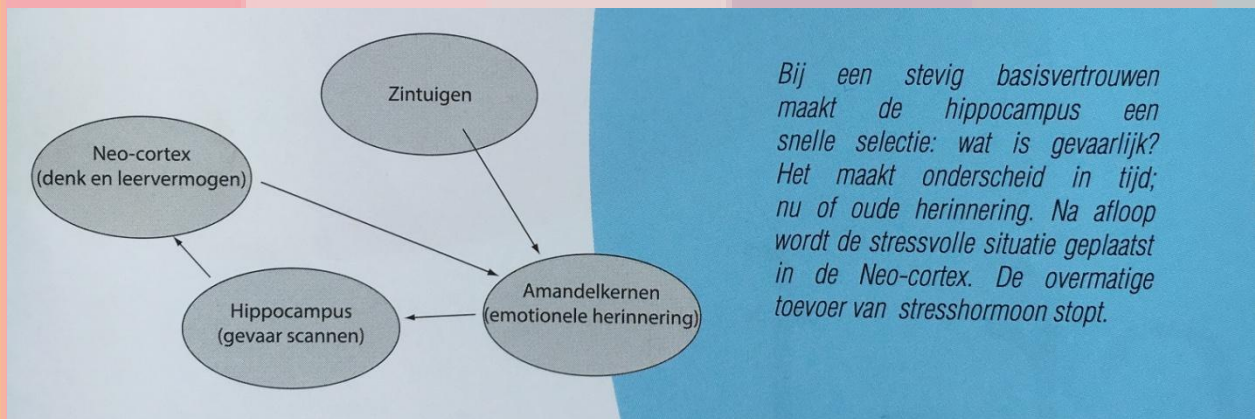 Zintuigen
Neo-cortex
(denk en leervermogen)
Amandelkernen
(emotionele herinnering)
Hippocampus
(gevaar scannen)
Bij een stevig basisvertrouwen
maakt de hippocampus een
snelle selectie: wat is gevaarlijk?
Het maakt onderscheid in tijd;
nu of oude herinnering. Na afloop
wordt de stressvolle situatie geplaatst
in de Neo-cortex. De overmatige
toevoer van stresshormoon stopt.